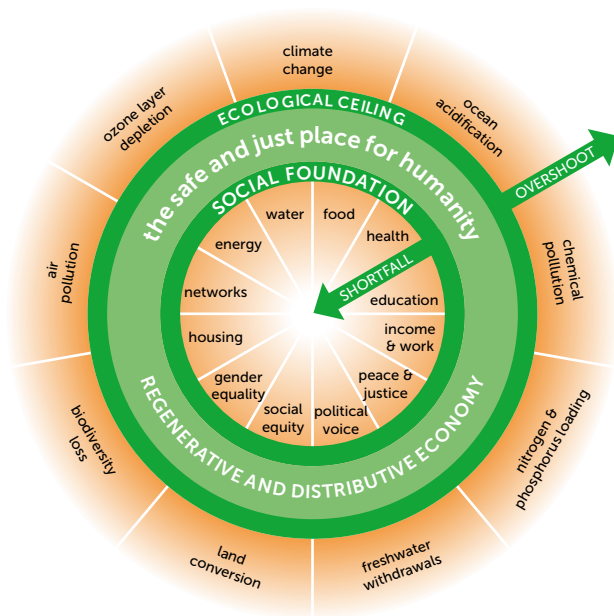 climate
change
ocean
acidification
chemical
polllution
nitrogen &
phosphorus loading
freshwater
withdrawals
land
conversion
biodiversity
loss
air
pollution
ozone layer
depletion
OVERSHOOT
ECOLOGICAL CEILING
the safe and just place for humanity
SOCIAL FOUNDATION
water
food
health
SHORTFALL
education
income
& work
peace &
justice
political
voice
social
equity
gender
equality
housing
networks
energy
REGENERATIVE AND DISTRIBUTIVE ECONOMY